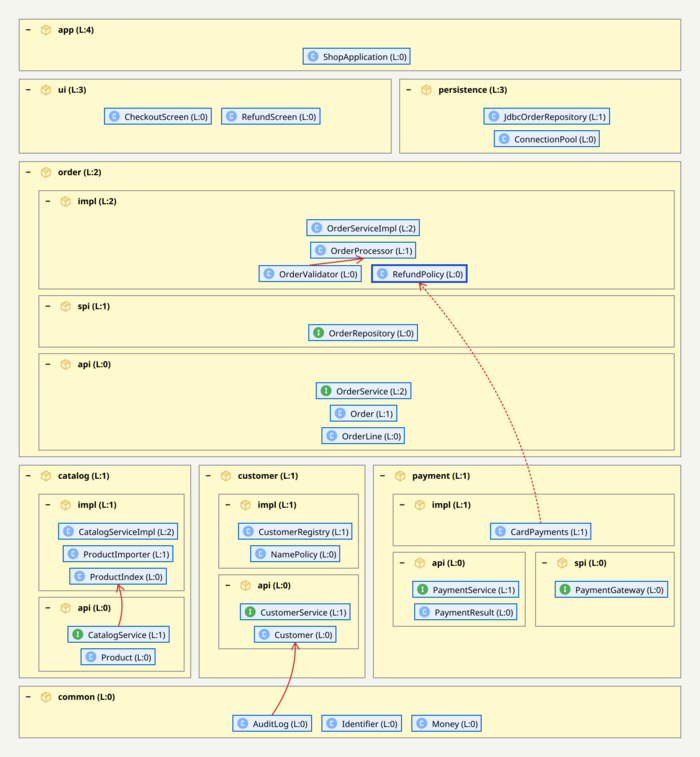 − app (L:4)
C ShopApplication (L:0)
− ui (L:3)
C CheckoutScreen (L:0) C RefundScreen (L:0)
− persistence (L:3)
C JdbcOrderRepository (L:1)
C ConnectionPool (L:0)
− order (L:2)
− impl (L:2)
C OrderServiceImpl (L:2)
C OrderProcessor (L:1)
C OrderValidator (L:0) C RefundPolicy (L:0)
− spi (L:1)
I OrderRepository (L:0)
− api (L:0)
I OrderService (L:2)
C Order (L:1)
C OrderLine (L:0)
− catalog (L:1)
− impl (L:1)
C CatalogServiceImpl (L:2)
C ProductImporter (L:1)
C ProductIndex (L:0)
− api (L:0)
I CatalogService (L:1)
C Product (L:0)
− customer (L:1)
− impl (L:1)
C CustomerRegistry (L:1)
C NamePolicy (L:0)
− api (L:0)
I CustomerService (L:1)
C Customer (L:0)
− payment (L:1)
− impl (L:1)
C CardPayments (L:1)
− api (L:0)
I PaymentService (L:1)
C PaymentResult (L:0)
− spi (L:0)
I PaymentGateway (L:0)
− common (L:0)
C AuditLog (L:0) C Identifier (L:0) C Money (L:0)